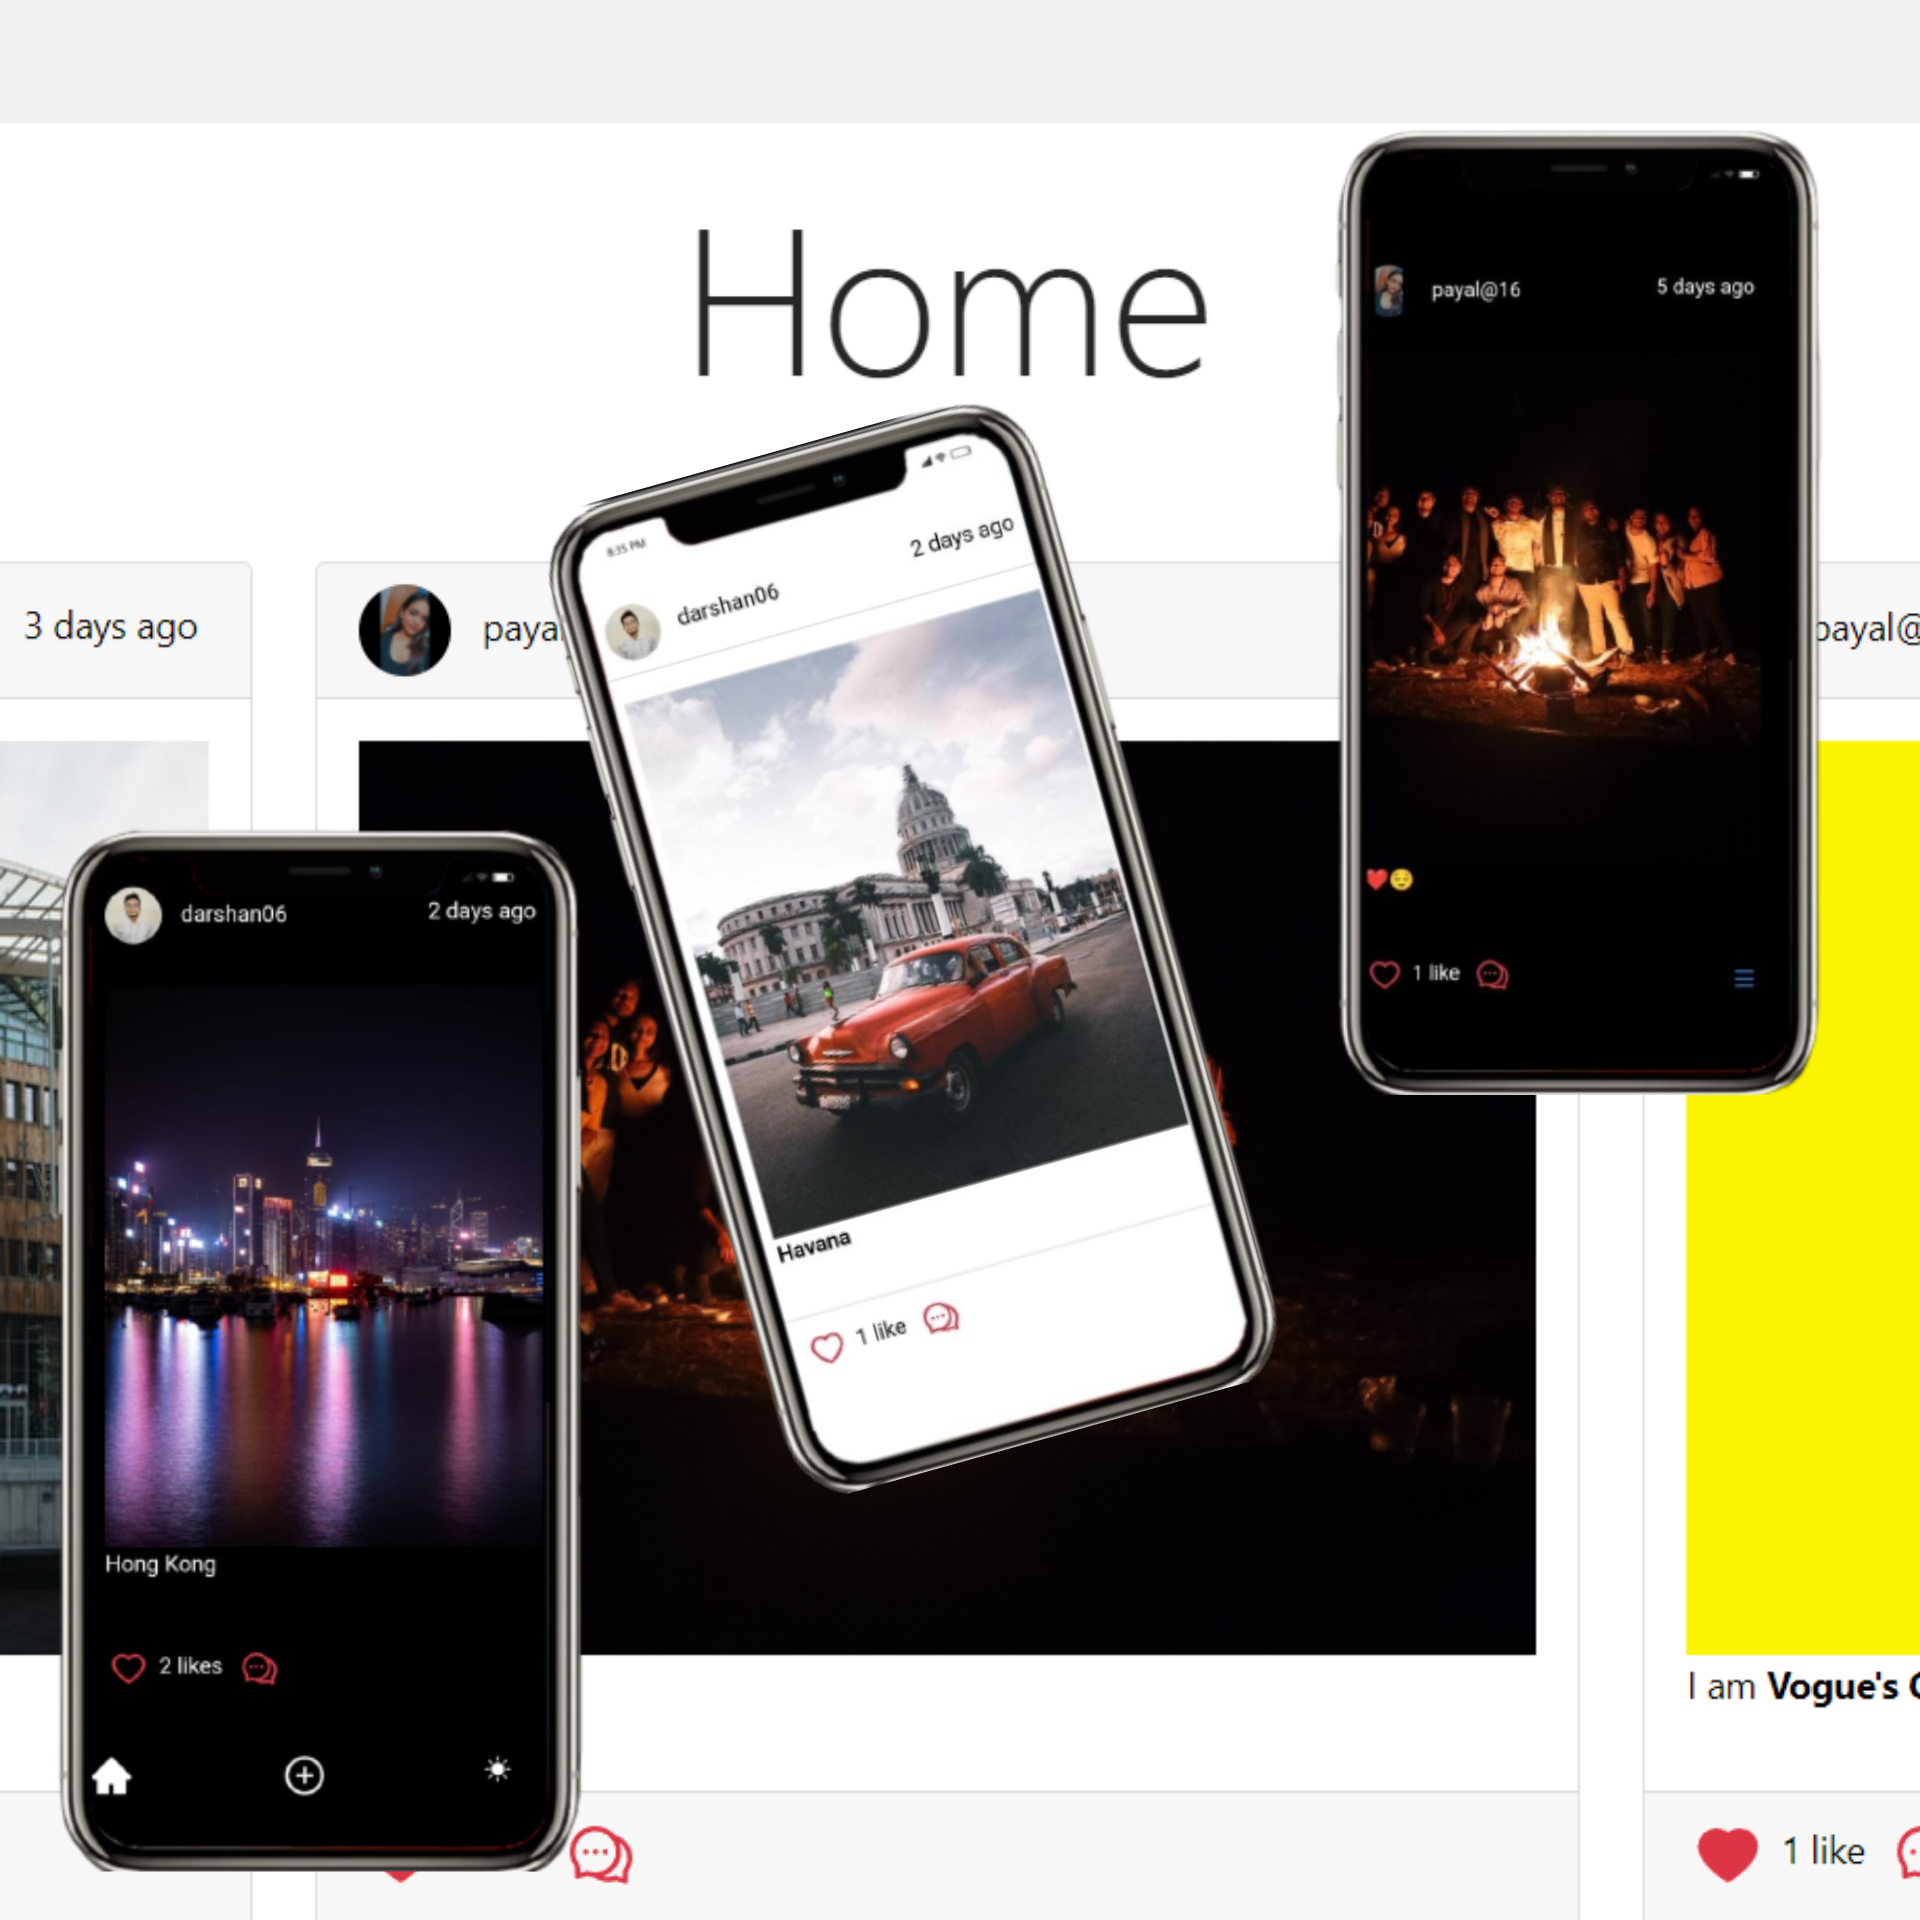 Home
payal@16
5 days ago
8:35 PM
2 days ago
darshan06
3 days ago
payal@
darshan06
2 days ago
❤️😌
1 like
Havana
1 like
Hong Kong
2 likes
I am Vogue's
1 like